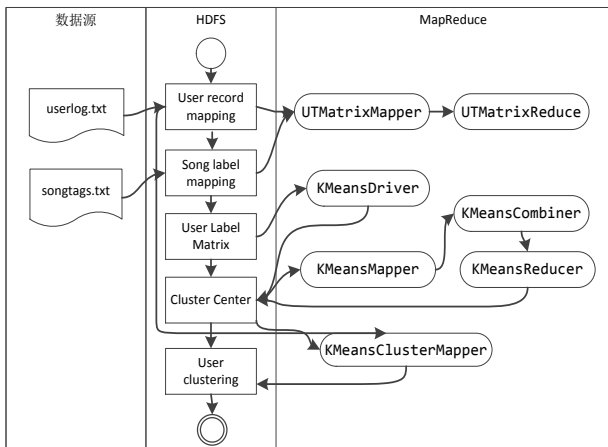 数据源
HDFS
MapReduce
userlog.txt
User record
mapping
UTMatrixMapper
UTMatrixReduce
songtags.txt
Song label
mapping
KMeansDriver
User Label
Matrix
KMeansCombiner
KMeansMapper
KMeansReducer
Cluster Center
KMeansClusterMapper
User
clustering